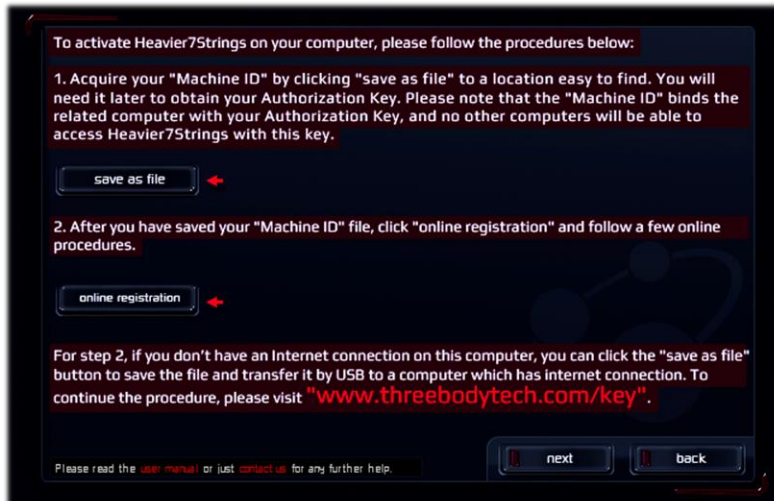 To activate Heavier7Strings on your computer, please follow the procedures below:
1. Acquire your "Machine ID" by clicking "save as file" to a location easy to find. You will
need it later to obtain your Authorization Key. Please note that the "Machine ID" binds the
related computer with your Authorization Key, and no other computers will be able to
access Heavier7Strings with this key.
save as file
2. After you have saved your "Machine ID" file, click "online registration" and follow a few online
procedures.
online registration
For step 2, if you don't have an Internet connection on this computer, you can click the "save as file"
button to save the file and transfer it by USB to a computer which has internet connection. To
continue the procedure, please visit "www.threebodytech.com/key".
next
back
Please read the user manual or just contact us for any further help.